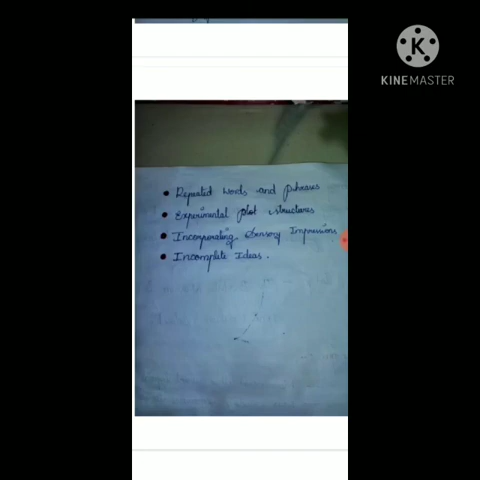 KINEMASTER
• Repeated words and phrases
• Experimental plot structures
• Incorporating Sensory Impressions
• Incomplete Ideas.